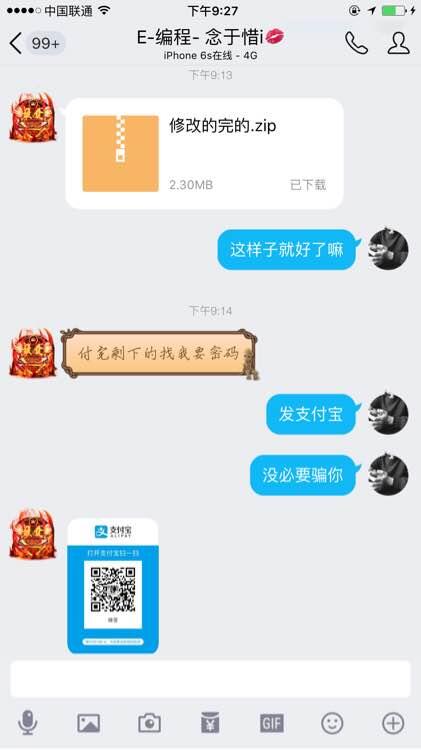 中国联通 下午9:27
99+ E-编程- 念于惜i💋
iPhone 6s在线 - 4G
下午9:13
修改的完的.zip
2.30MB 已下载
这样子就好了嘛
下午9:14
付完剩下的找我要密码
发支付宝
没必要骗你
支付宝
ALIPAY
打开支付宝扫一扫
GIF